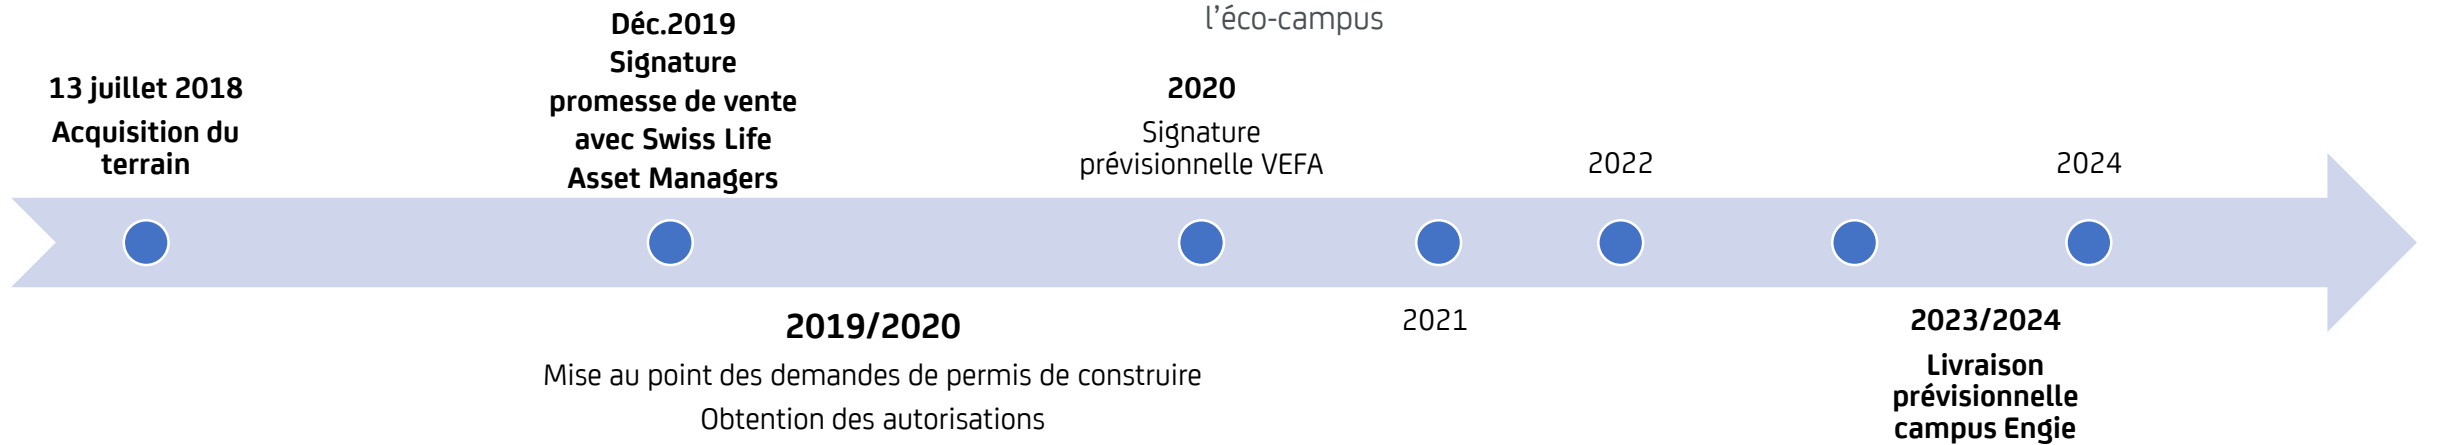 l’éco-campus
13 juillet 2018
Acquisition du
terrain
Déc.2019
Signature
promesse de vente
avec Swiss Life
Asset Managers
2020
Signature
prévisionnelle VEFA
2022
2024
2019/2020
Mise au point des demandes de permis de construire
Obtention des autorisations
2021
2023/2024
Livraison
prévisionnelle
campus Engie